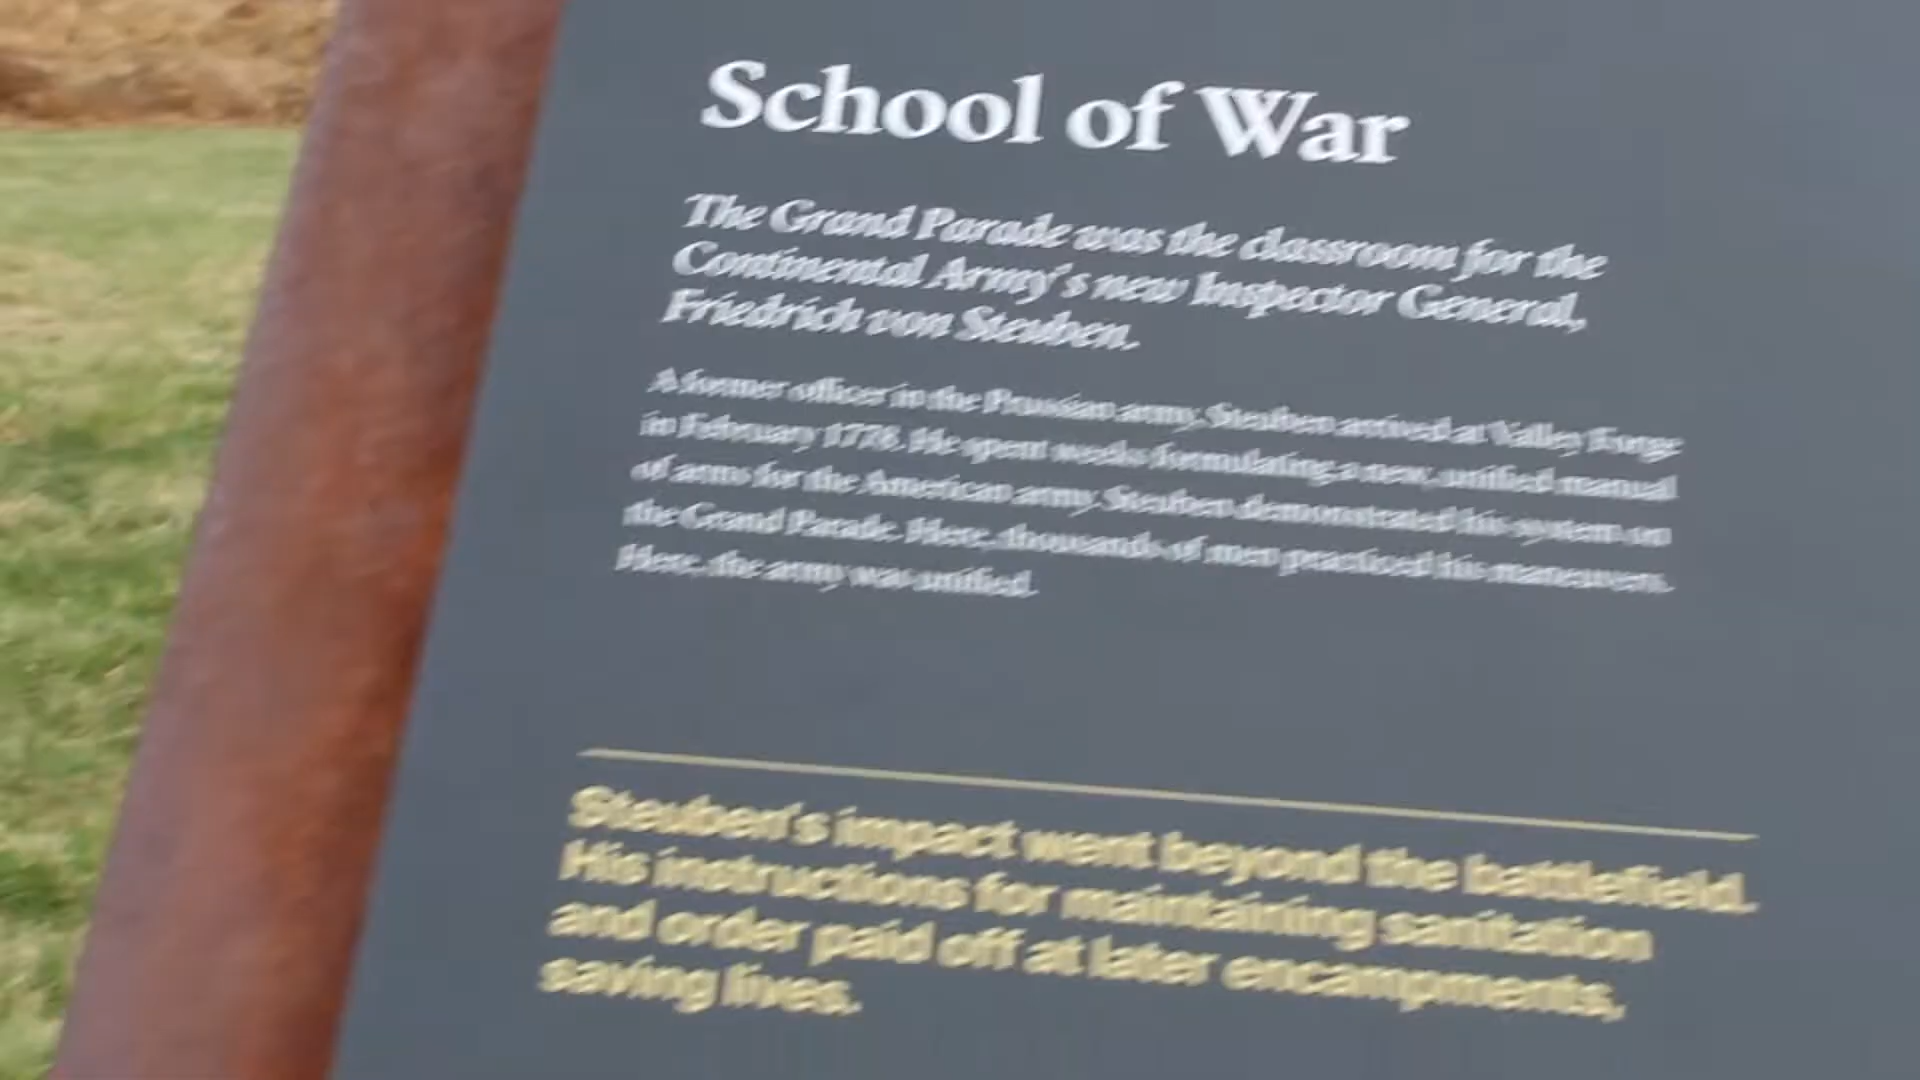 School of War
The Grand Parade was the classroom for the
Continental Army's new Inspector General,
Friedrich von Steuben.
A former officer in the Prussian army, Steuben arrived at Valley Forge
in February 1778. He spent weeks formulating a new, unified manual
of arms for the American army. Steuben demonstrated his system on
the Grand Parade. Here, thousands of men practiced his maneuvers.
Here, the army was unified.
Steuben's impact went beyond the battlefield.
His instructions for maintaining sanitation
and order paid off at later encampments,
saving lives.